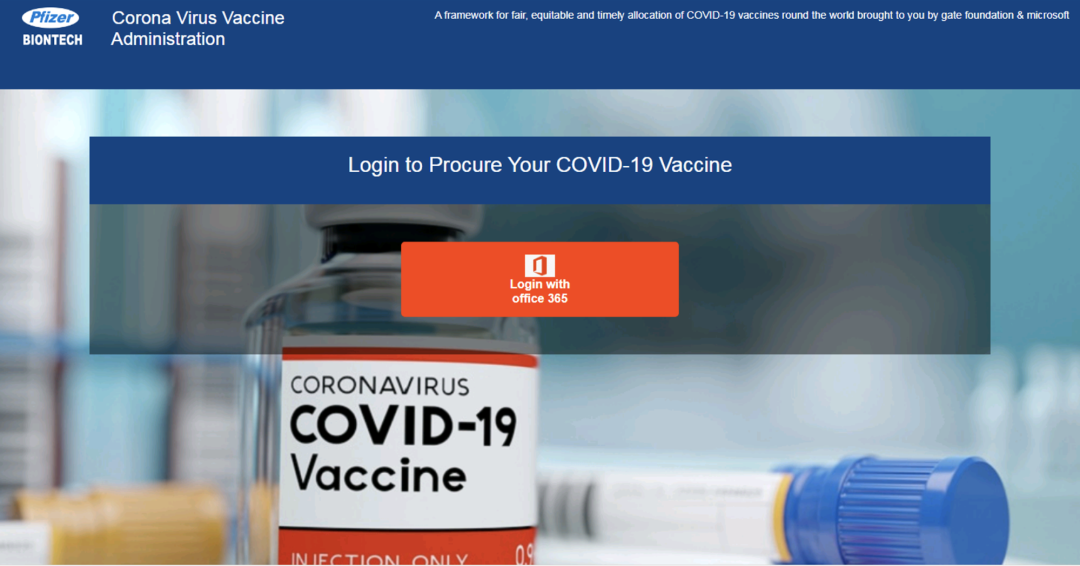 Pfizer
BIONTECH
Corona Virus Vaccine
Administration
A framework for fair, equitable and timely allocation of COVID-19 vaccines round the world brought to you by gate foundation & microsoft
Login to Procure Your COVID-19 Vaccine
Login with
office 365
CORONAVIRUS
COVID-19
Vaccine
INJECTION ONLY